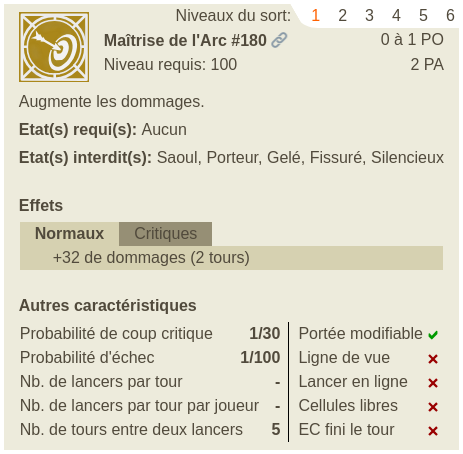 Niveaux du sort: 1 2 3 4 5 6
Maîtrise de l'Arc #180 0 à 1 PO
Niveau requis: 100 2 PA
Augmente les dommages.
Etat(s) requi(s): Aucun
Etat(s) interdit(s): Saoul, Porteur, Gelé, Fissuré, Silencieux
Effets
Normaux Critiques
+32 de dommages (2 tours)
Autres caractéristiques
Probabilité de coup critique 1/30 Portée modifiable
Probabilité d'échec 1/100 Ligne de vue
Nb. de lancers par tour - Lancer en ligne
Nb. de lancers par tour par joueur - Cellules libres
Nb. de tours entre deux lancers 5 EC fini le tour